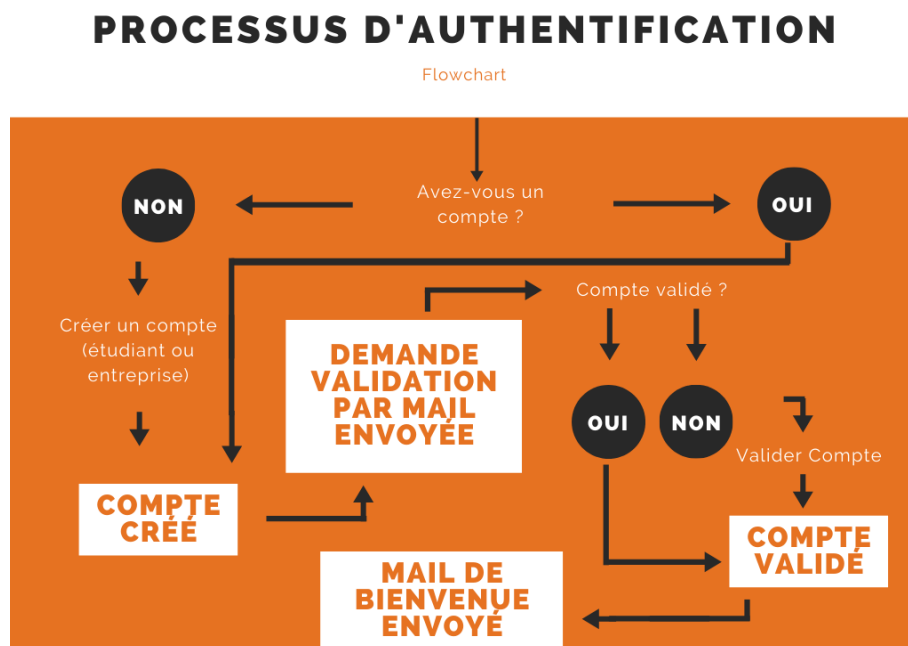 PROCESSUS D'AUTHENTIFICATION
Flowchart
Avez-vous un
compte ?
NON
OUI
Créer un compte
(étudiant ou
entreprise)
COMPTE
CRÉÉ
DEMANDE
VALIDATION
PAR MAIL
ENVOYÉE
Compte validé ?
OUI
NON
Valider Compte
COMPTE
VALIDÉ
MAIL DE
BIENVENUE
ENVOYÉ